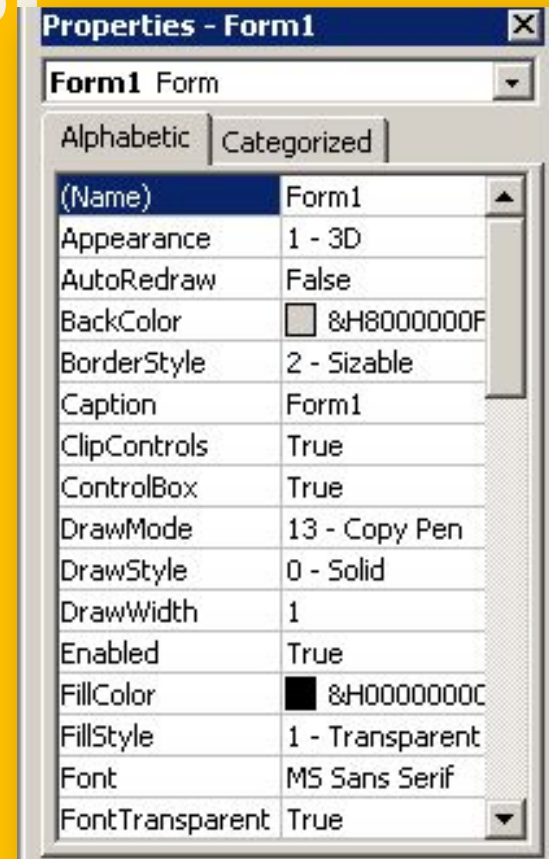 Properties - Form1
Form1 Form
Alphabetic Categorized
(Name) Form1
Appearance 1 - 3D
AutoRedraw False
BackColor &H8000000F
BorderStyle 2 - Sizable
Caption Form1
ClipControls True
ControlBox True
DrawMode 13 - Copy Pen
DrawStyle 0 - Solid
DrawWidth 1
Enabled True
FillColor &H0000000
FillStyle 1 - Transparent
Font MS Sans Serif
FontTransparent True